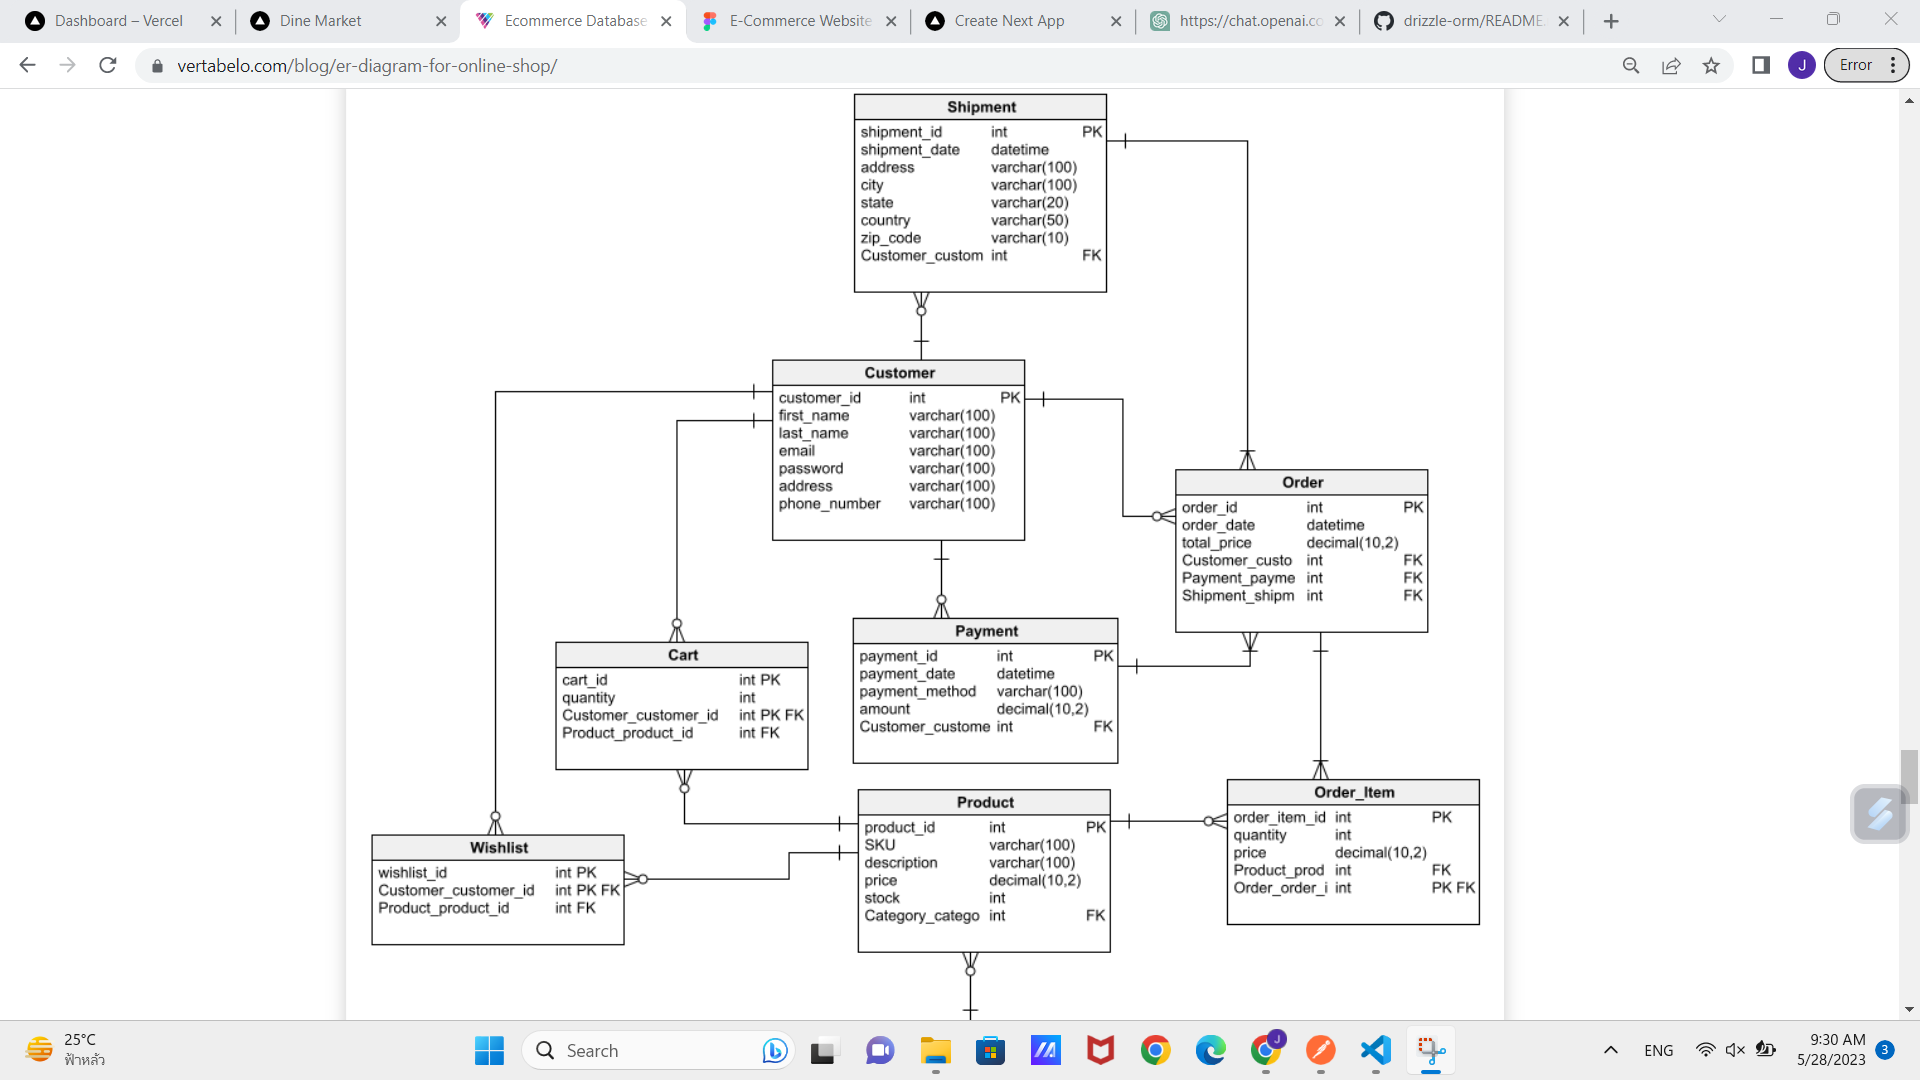 Dashboard – Vercel
Dine Market
Ecommerce Database
E-Commerce Website
Create Next App
https://chat.openai.co
drizzle-orm/README.
vertabelo.com/blog/er-diagram-for-online-shop/
J
Error
Shipment
shipment_id int PK
shipment_date datetime
address varchar(100)
city varchar(100)
state varchar(20)
country varchar(50)
zip_code varchar(10)
Customer_custom int FK
Customer
customer_id int PK
first_name varchar(100)
last_name varchar(100)
email varchar(100)
password varchar(100)
address varchar(100)
phone_number varchar(100)
Order
order_id int PK
order_date datetime
total_price decimal(10,2)
Customer_custo int FK
Payment_payme int FK
Shipment_shipm int FK
Payment
payment_id int PK
payment_date datetime
payment_method varchar(100)
amount decimal(10,2)
Customer_custome int FK
Cart
cart_id int PK
quantity int
Customer_customer_id int PK FK
Product_product_id int FK
Product
product_id int PK
SKU varchar(100)
description varchar(100)
price decimal(10,2)
stock int
Category_catego int FK
Order_Item
order_item_id int PK
quantity int
price decimal(10,2)
Product_prod int FK
Order_order_i int PK FK
Wishlist
wishlist_id int PK
Customer_customer_id int PK FK
Product_product_id int FK
25°C
ฟ้าหลัว
Search
J
ENG
9:30 AM
5/28/2023
3